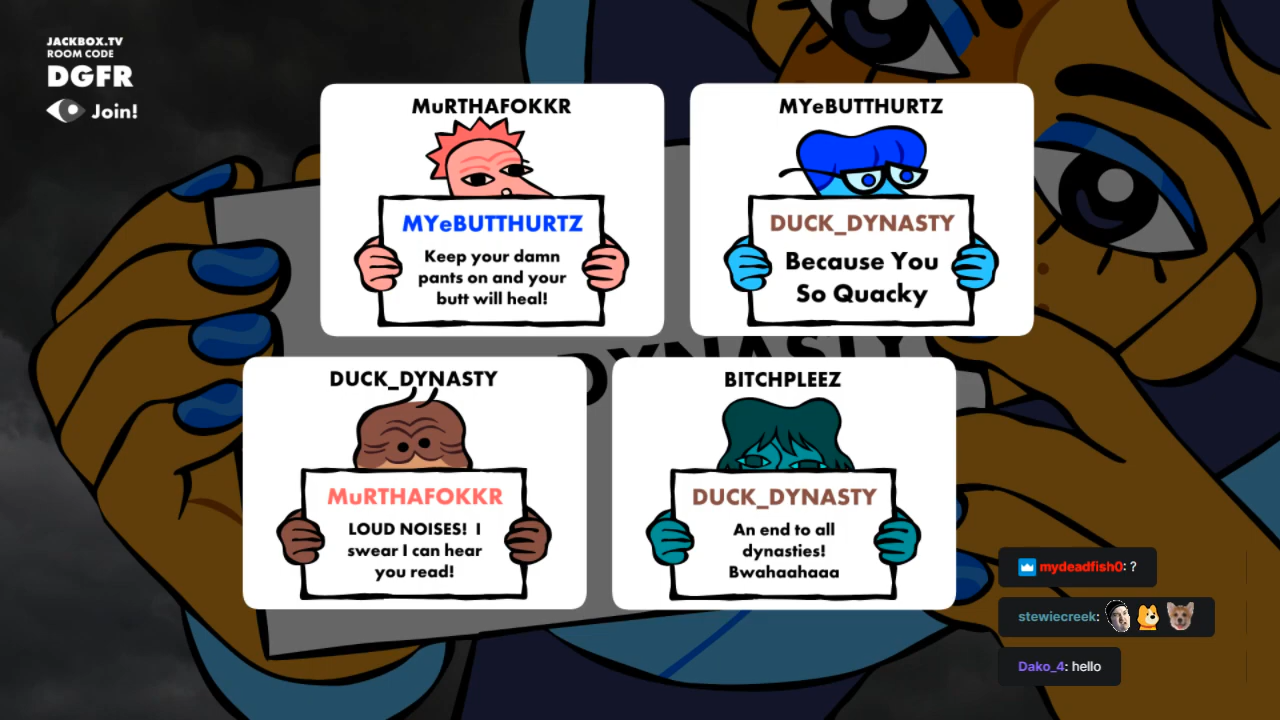 JACKBOX.TV
ROOM CODE
DGFR
Join!
MuRTHAFOKKR
MYeBUTTHURTZ
Keep your damn
pants on and your
butt will heal!
MYeBUTTHURTZ
DUCK_DYNASTY
Because You
So Quacky
DUCK_DYNASTY
MuRTHAFOKKR
LOUD NOISES! I
swear I can hear
you read!
BITCHPLEEZ
DUCK_DYNASTY
An end to all
dynasties!
Bwahaahaaa
DYNASTY
mydeadfish0: ?
stewiecreek:
Dako_4: hello